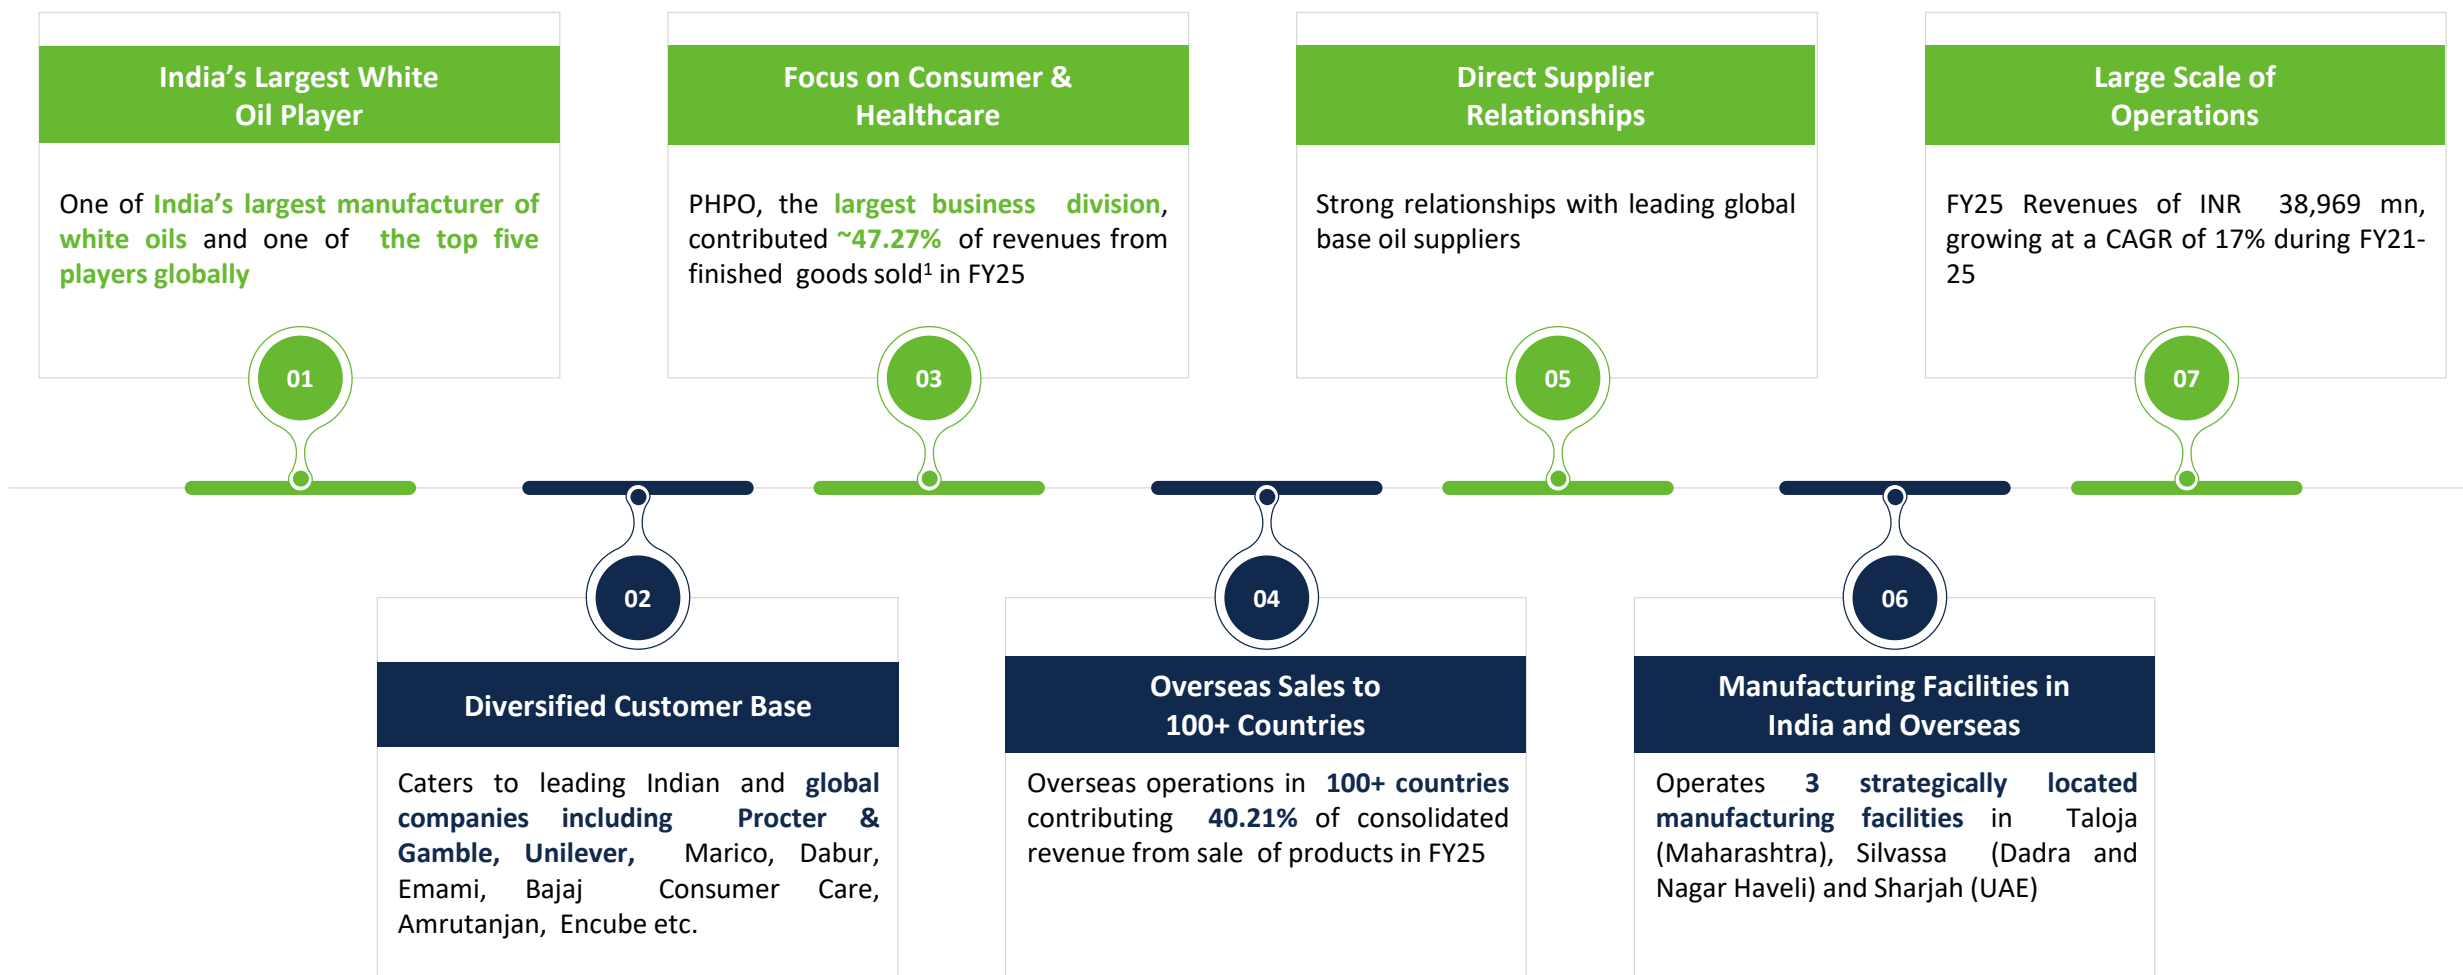 India's Largest White
Oil Player
One of India's largest manufacturer of
white oils and one of the top five
players globally
01
Diversified Customer Base
Caters to leading Indian and global
companies including Procter &
Gamble, Unilever, Marico, Dabur,
Emami, Bajaj Consumer Care,
Amrutanjan, Encube etc.
02
Focus on Consumer &
Healthcare
PHPO, the largest business division,
contributed ~47.27% of revenues from
finished goods sold¹ in FY25
03
Overseas Sales to
100+ Countries
Overseas operations in 100+ countries
contributing 40.21% of consolidated
revenue from sale of products in FY25
04
Direct Supplier
Relationships
Strong relationships with leading global
base oil suppliers
05
Manufacturing Facilities in
India and Overseas
Operates 3 strategically located
manufacturing facilities in Taloja
(Maharashtra), Silvassa (Dadra and
Nagar Haveli) and Sharjah (UAE)
06
Large Scale of
Operations
FY25 Revenues of INR 38,969 mn,
growing at a CAGR of 17% during FY21-
25
07